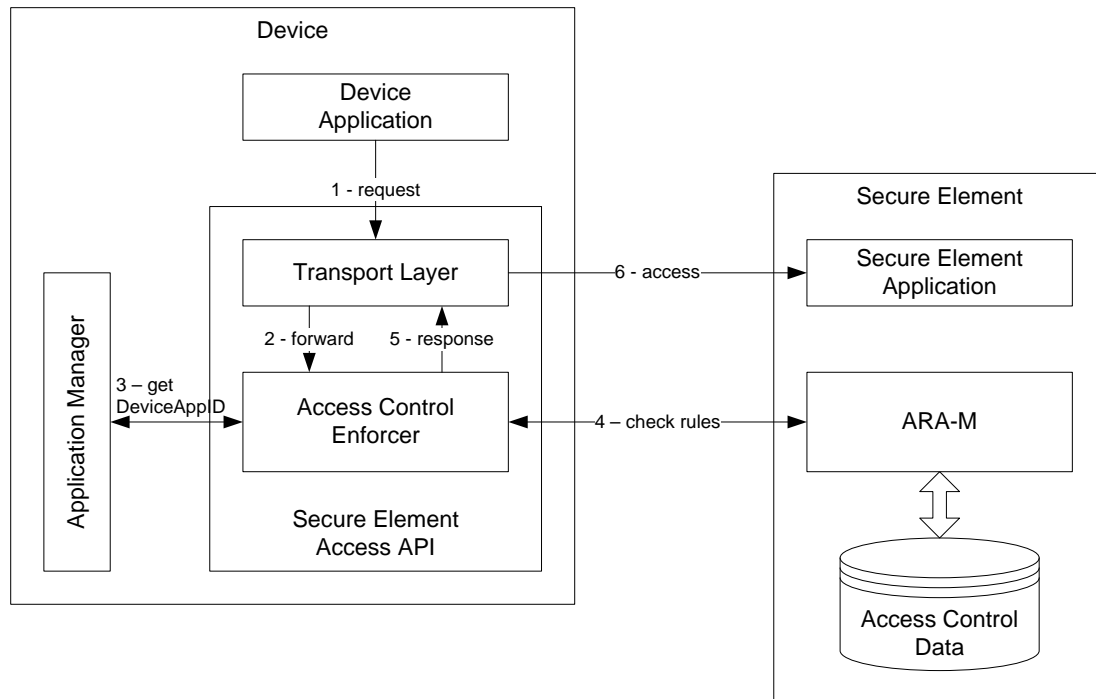 Device
Device
Application
1 - request
Secure Element
Transport Layer
6 - access
Secure Element
Application
2 - forward
5 - response
Application Manager
3 – get
DeviceAppID
Access Control
Enforcer
4 – check rules
ARA-M
Secure Element
Access API
Access Control
Data